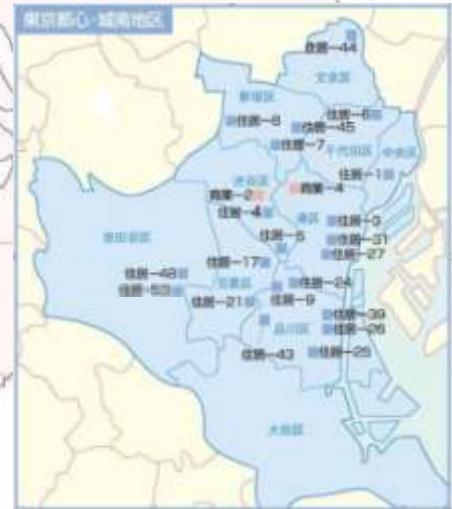 東京都心・城南地区
住居-44
文京区
新宿区
住居-6
住居-8
住居-45
住居-7
千代田区
中央区
渋谷区
住居-1
商業-2
商業-4
住居-4
港区
住居-3
世田谷区
住居-5
住居-31
住居-27
住居-17
住居-48
目黒区
住居-24
住居-53
住居-21
住居-9
住居-39
品川区
住居-26
住居-43
住居-25
大田区